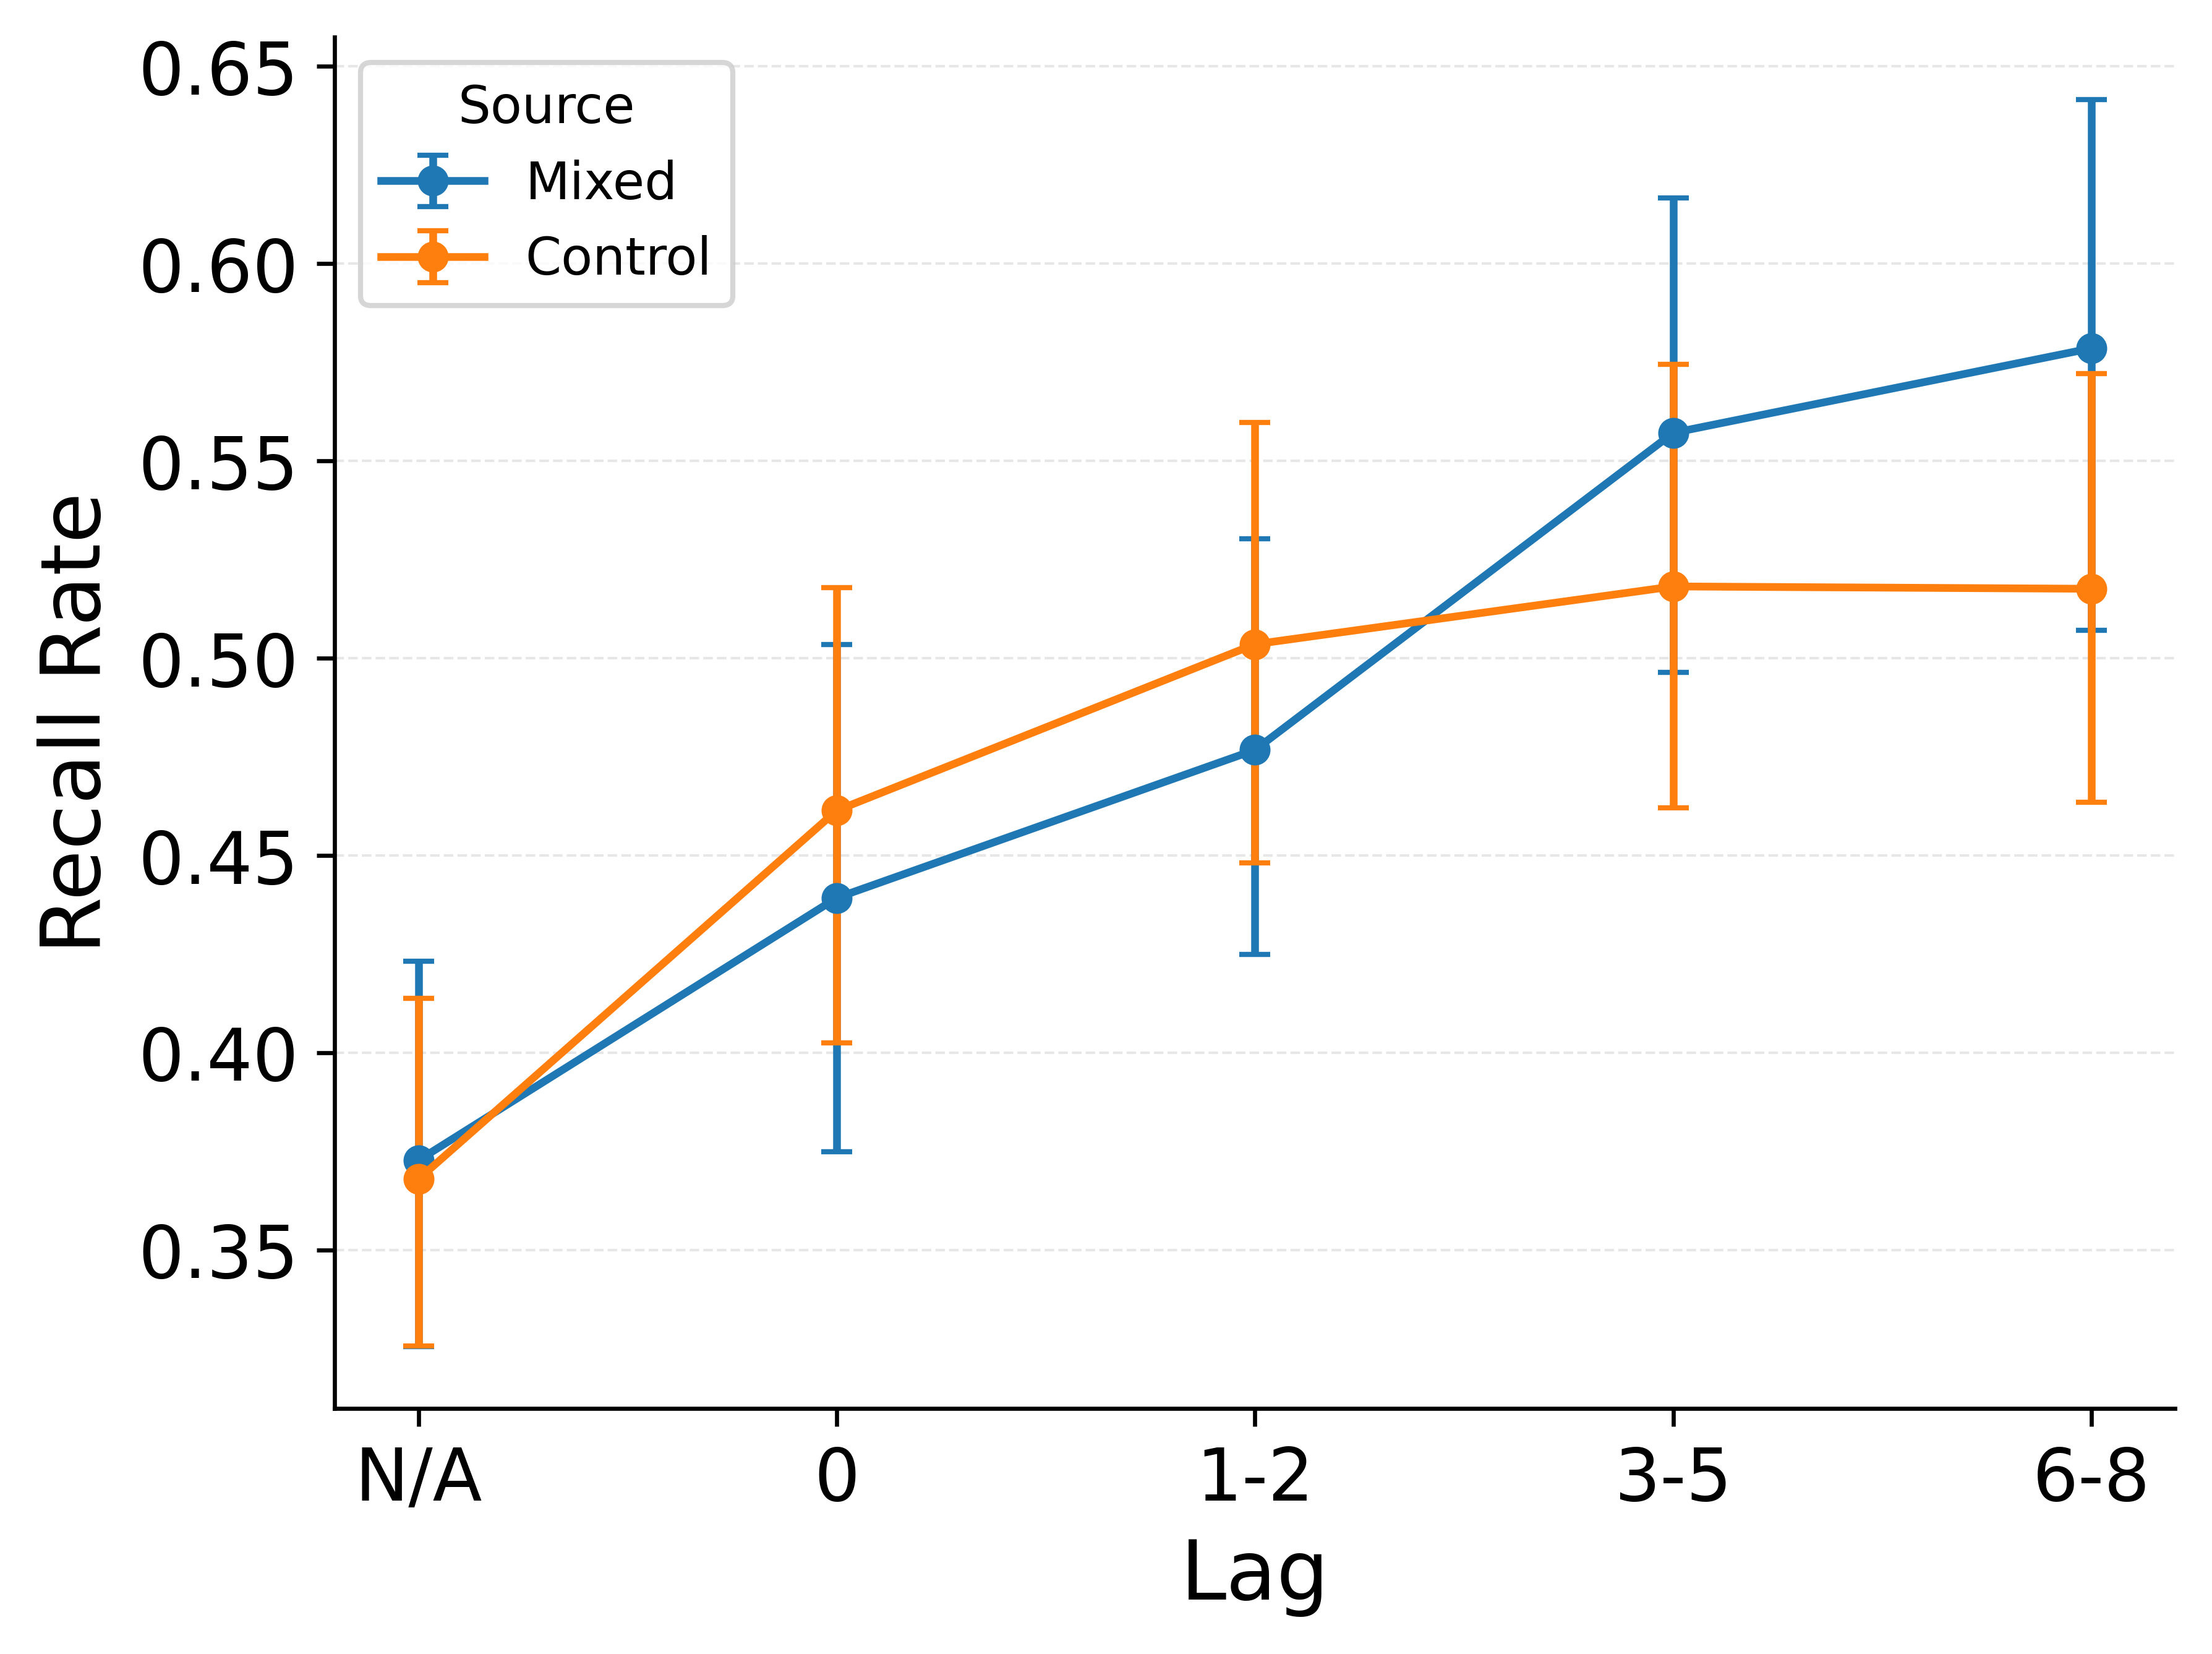 0.65
0.60
0.55
0.50
0.45
0.40
0.35
Recall Rate
Source
Mixed
Control
N/A 0 1-2 3-5 6-8
Lag